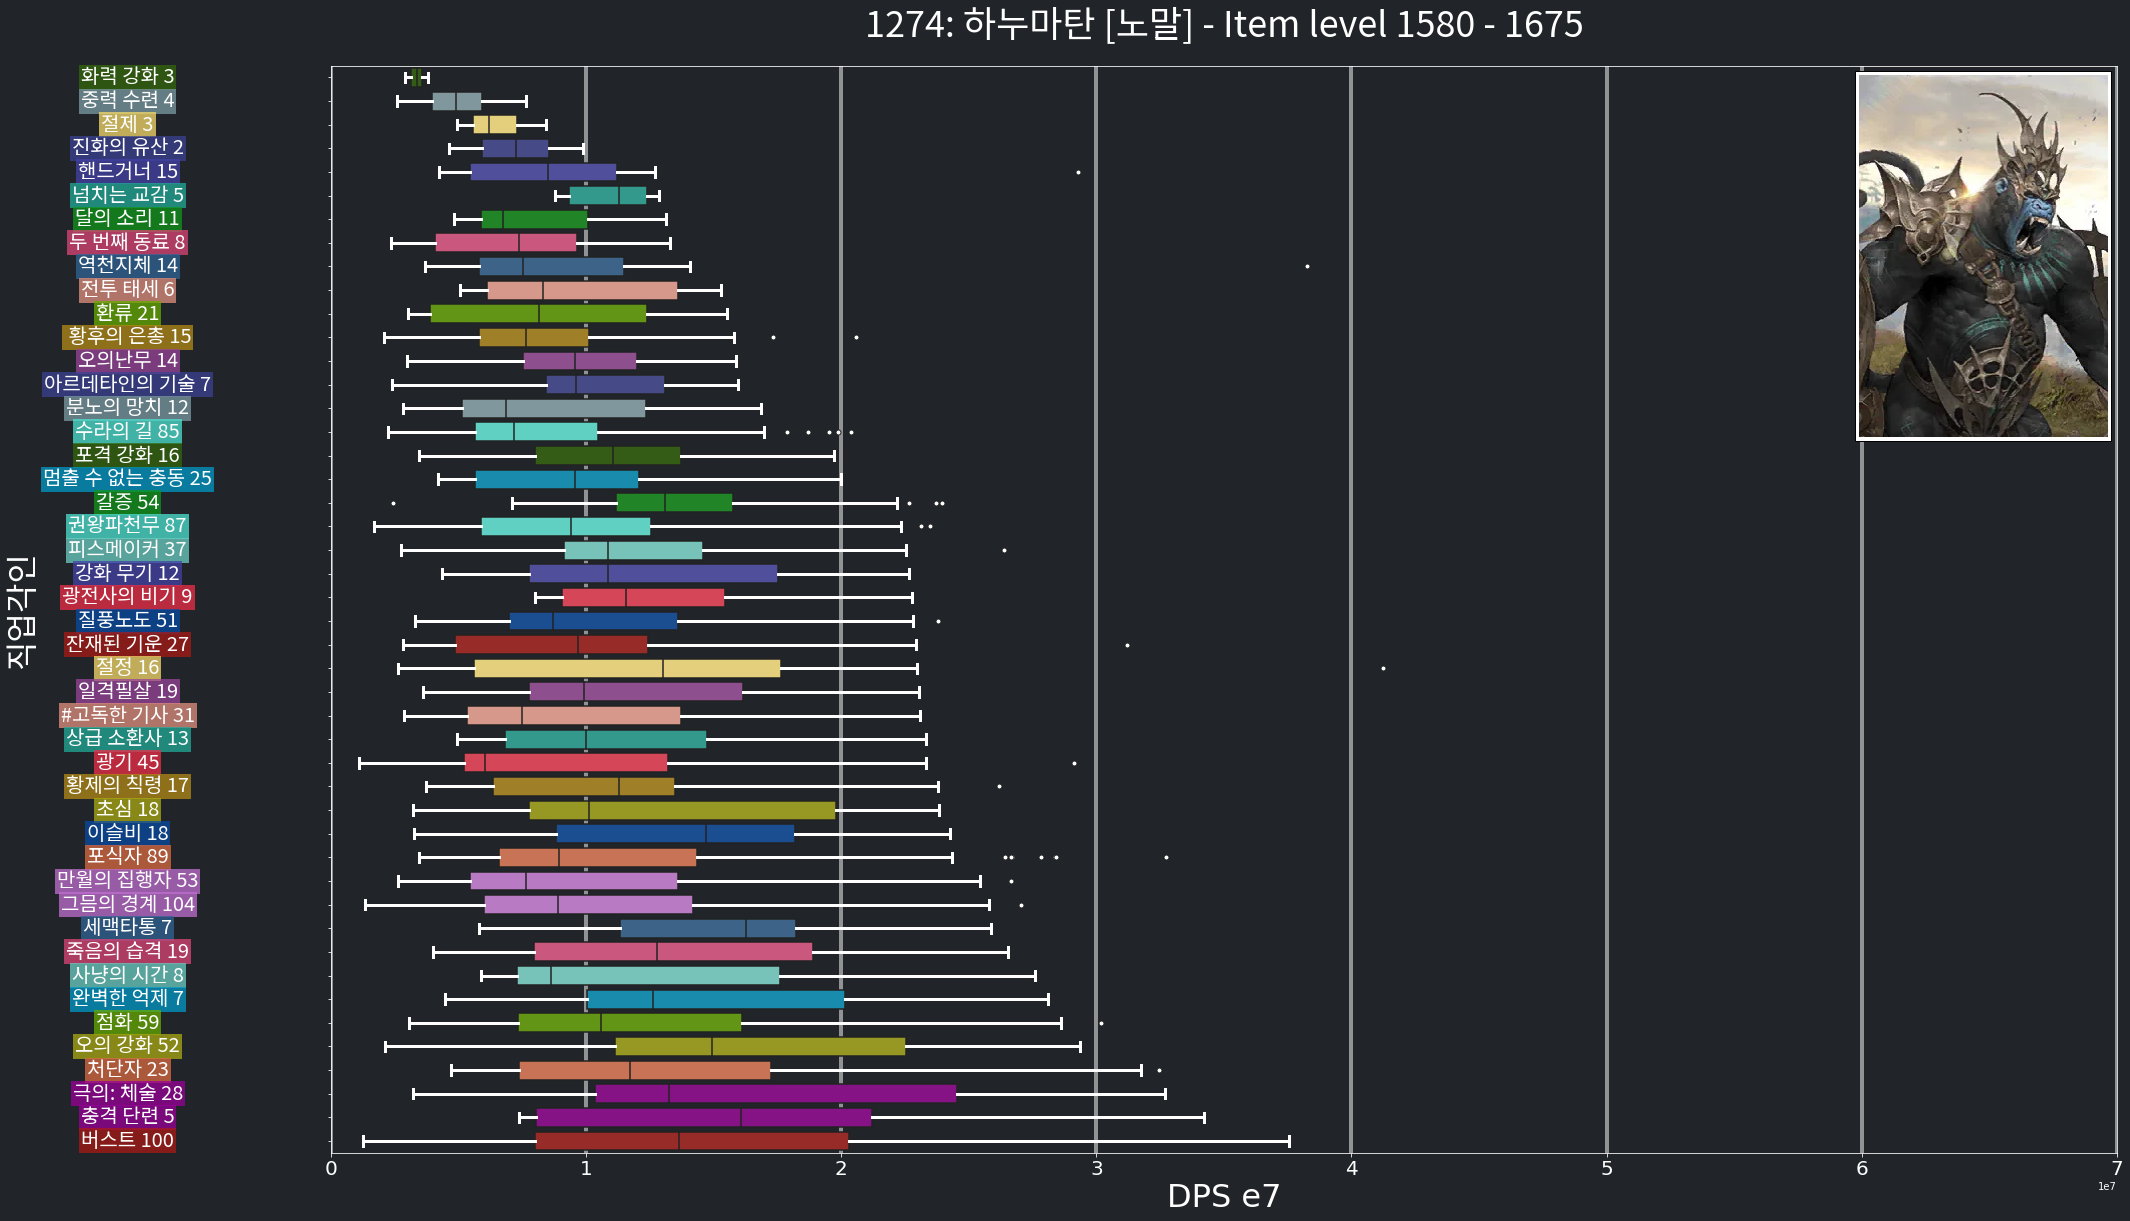 1274: 하누마탄 [노말] - Item level 1580 - 1675
화력 강화 3
중력 수련 4
절제 3
진화의 유산 2
핸드거너 15
넘치는 교감 5
달의 소리 11
두 번째 동료 8
역천지체 14
전투 태세 6
환류 21
황후의 은총 15
오의난무 14
아르데타인의 기술 7
분노의 망치 12
수라의 길 85
포격 강화 16
멈출 수 없는 충동 25
갈증 54
권왕파천무 87
피스메이커 37
강화 무기 12
광전사의 비기 9
질풍노도 51
잔재된 기운 27
절정 16
일격필살 19
#고독한 기사 31
상급 소환사 13
광기 45
황제의 칙령 17
초심 18
이슬비 18
포식자 89
만월의 집행자 53
그믐의 경계 104
세맥타통 7
죽음의 습격 19
사냥의 시간 8
완벽한 억제 7
점화 59
오의 강화 52
처단자 23
극의: 체술 28
충격 단련 5
버스트 100
직업각인
0 1 2 3 4 5 6 7
1e7
DPS e7